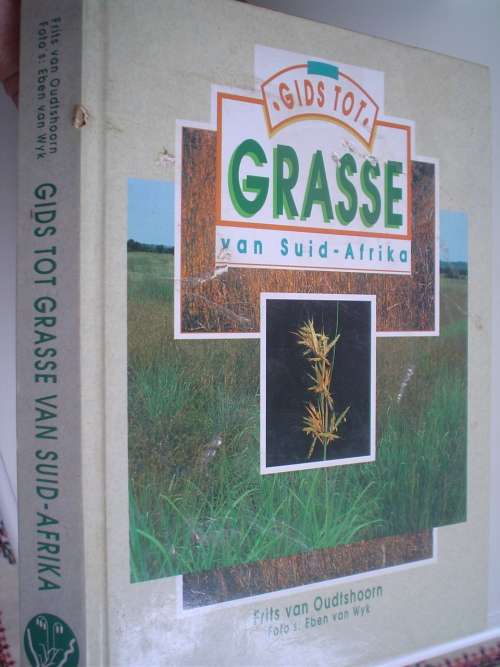 Frits van Oudtshoorn
Foto's: Eben van Wyk
GIDS TOT GRASSE VAN SUID-AFRIKA
•GIDS TOT•
GRASSE
van Suid-Afrika
Frits van Oudtshoorn
Foto's: Eben van Wyk